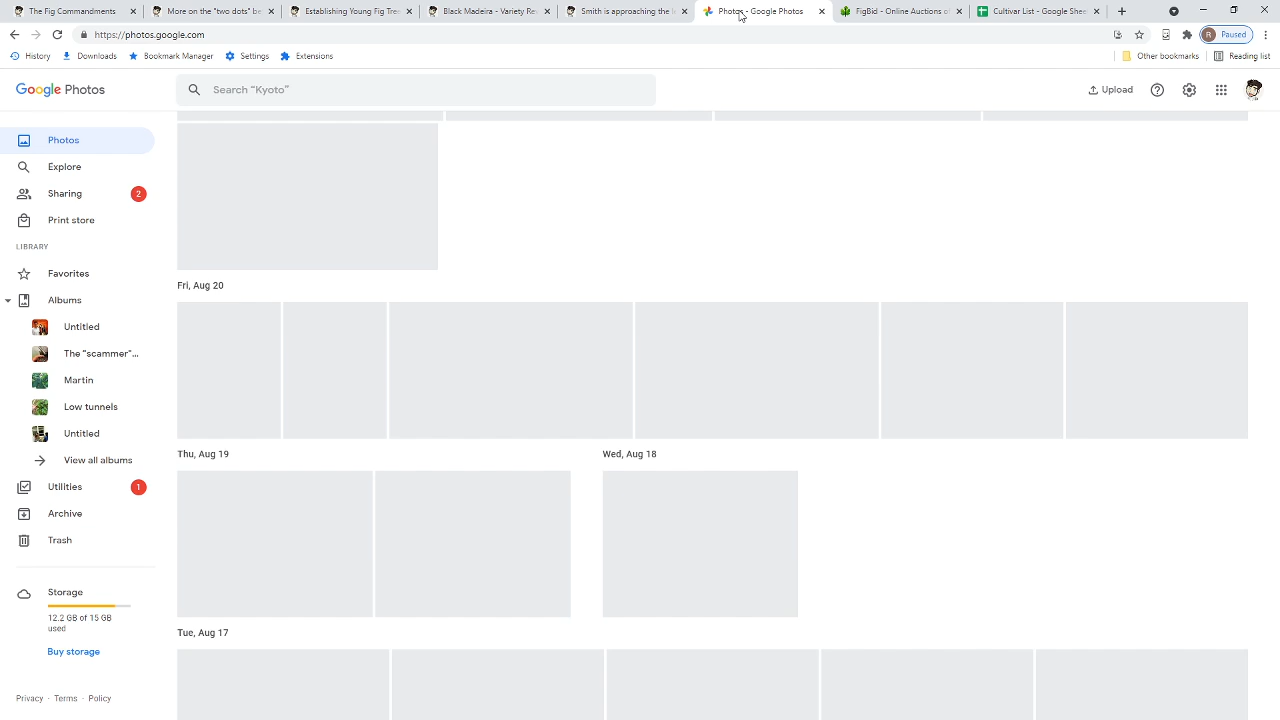 The Fig Commandments
More on the "two dots" be
Establishing Young Fig Tree
Black Madeira - Variety Rev
Smith is approaching the le
Photos - Google Photos
FigBid - Online Auctions of
Cultivar List - Google Shee
https://photos.google.com
R Paused
History
Downloads
Bookmark Manager
Settings
Extensions
Other bookmarks
Reading list
Google Photos
Search "Kyoto"
Upload
Photos
Explore
Sharing 2
Print store
LIBRARY
Favorites
Albums
Untitled
The "scammer"...
Martin
Low tunnels
Untitled
View all albums
Utilities 1
Archive
Trash
Storage
12.2 GB of 15 GB
used
Buy storage
Privacy · Terms · Policy
Fri, Aug 20
Thu, Aug 19
Wed, Aug 18
Tue, Aug 17